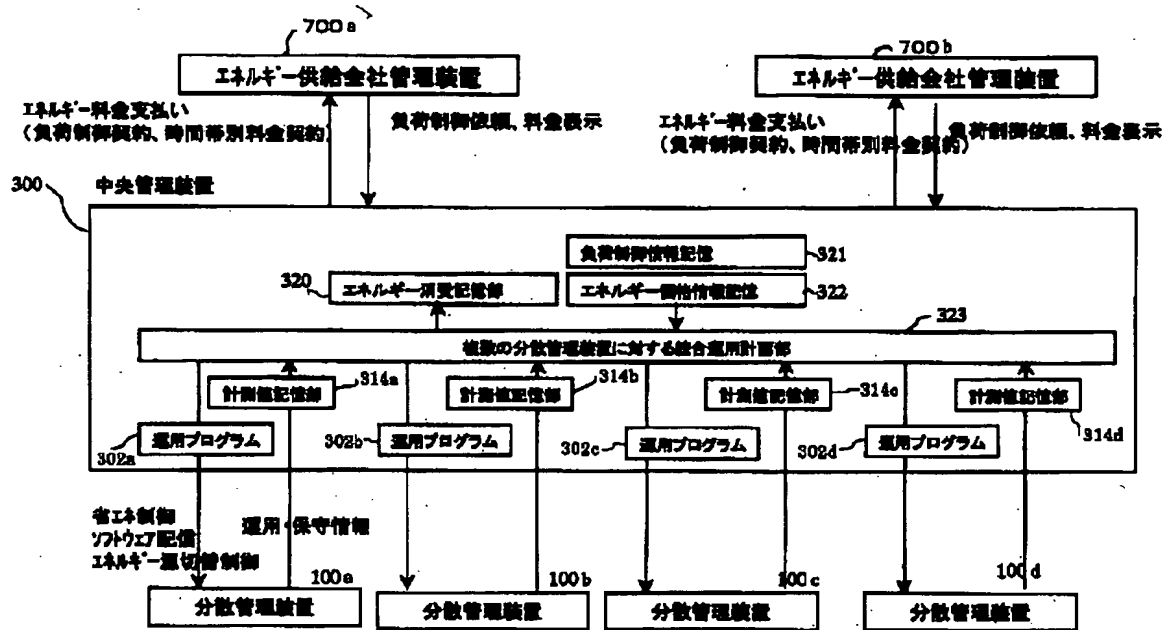 700a
700b
エネルギー供給会社管理装置
エネルギー供給会社管理装置
エネルギー料金支払い
(負荷制御契約、時間帯別料金契約)
負荷制御依頼、料金表示
エネルギー料金支払い
(負荷制御契約、時間帯別料金契約)
負荷制御依頼、料金表示
300
中央管理装置
負荷制御情報記憶
321
320
エネルギー消費記憶部
エネルギー価格情報記憶
322
323
複数の分散管理装置に対する統合運用計画部
計測値記憶部
314a
計測値記憶部
314b
計測値記憶部
314c
計測値記憶部
314d
302a
運用プログラム
302b
運用プログラム
302c
運用プログラム
302d
運用プログラム
省エネ制御
ソフトウェア配信
エネルギー源切替制御
運用・保守情報
100a
100b
100c
100d
分散管理装置
分散管理装置
分散管理装置
分散管理装置